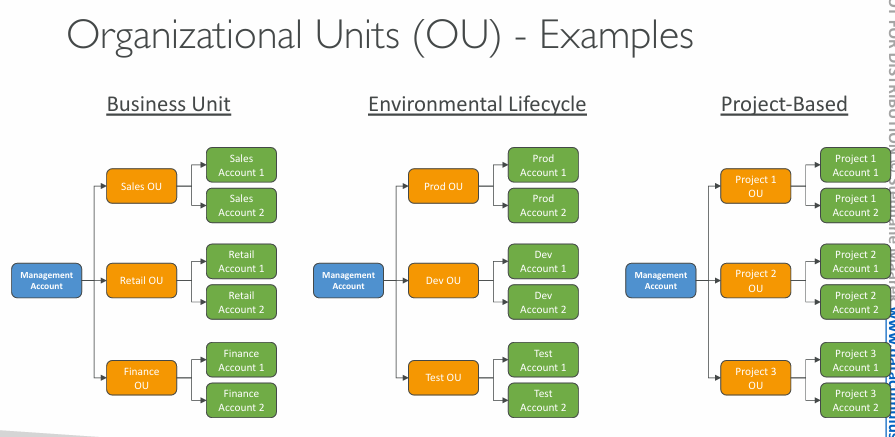 Organizational Units (OU) - Examples
Business Unit
Management
Account
Sales OU
Sales
Account 1
Sales
Account 2
Retail OU
Retail
Account 1
Retail
Account 2
Finance
OU
Finance
Account 1
Finance
Account 2
Environmental Lifecycle
Management
Account
Prod OU
Prod
Account 1
Prod
Account 2
Dev OU
Dev
Account 1
Dev
Account 2
Test OU
Test
Account 1
Test
Account 2
Project-Based
Management
Account
Project 1
OU
Project 1
Account 1
Project 1
Account 2
Project 2
OU
Project 2
Account 1
Project 2
Account 2
Project 3
OU
Project 3
Account 1
Project 3
Account 2
FOR DISTRIBUTION